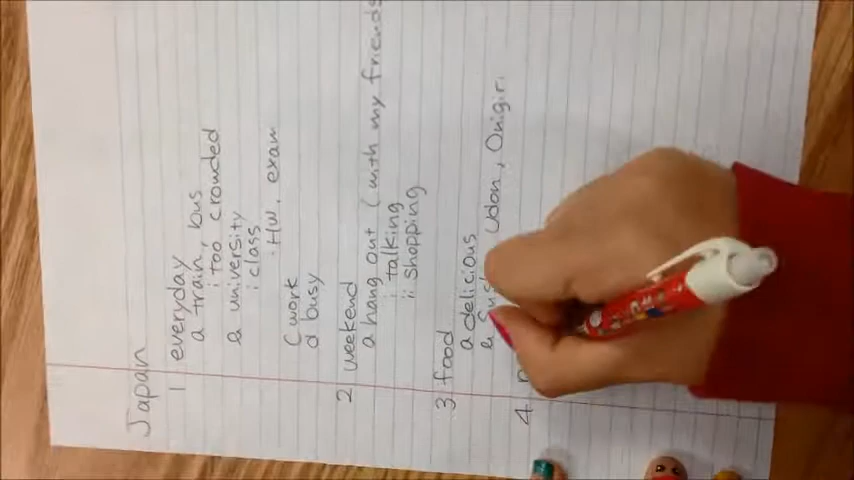 Japan
1 everyday
a train, bus
i too crowded
b university
i class
· HW, exam
c work
d busy
2 weekend
a hang out (with my friends
i talking
ii shopping
3 food
a delicious
b Udon, Onigiri
4